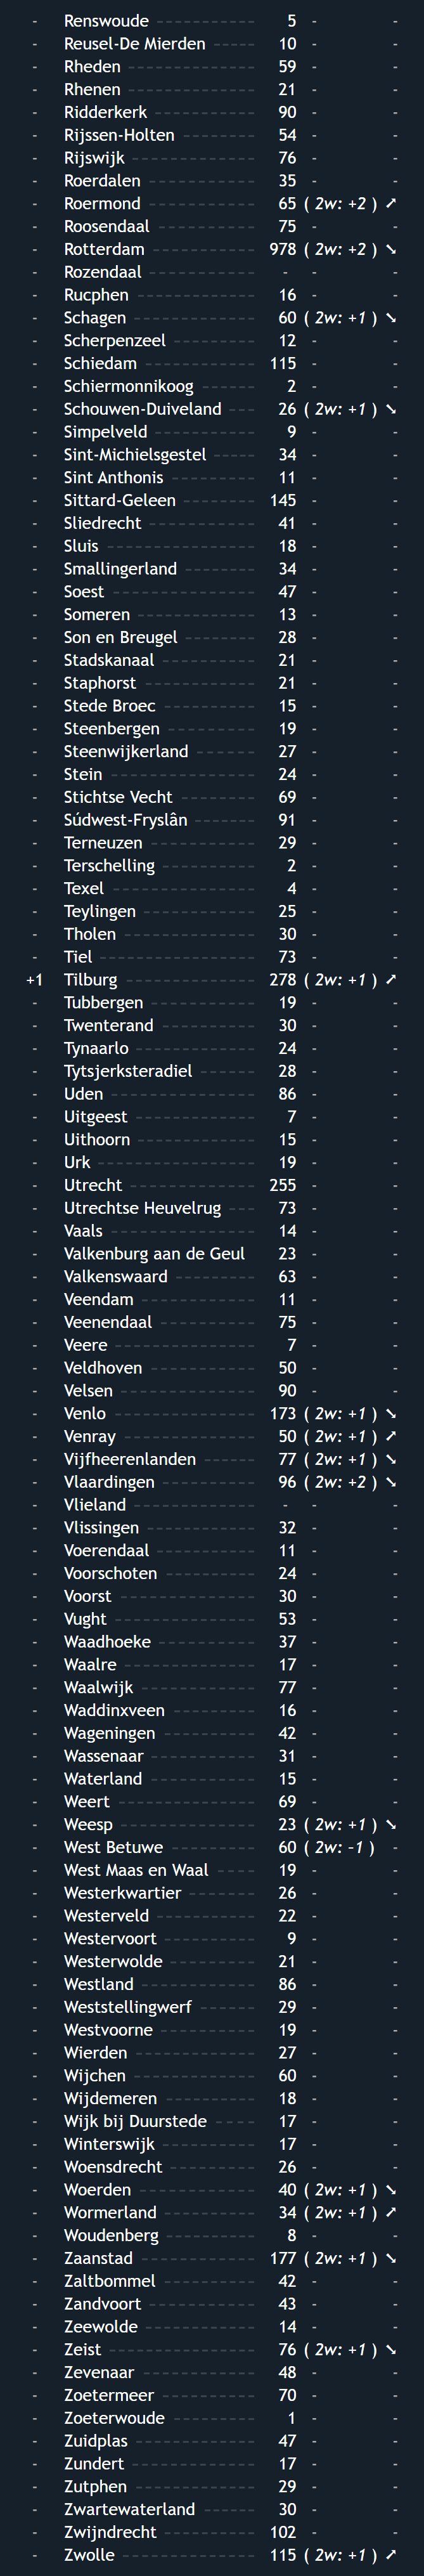 - Renswoude ----------- 5 - -
- Reusel-De Mierden ----- 10 - -
- Rheden -------------- 59 - -
- Rhenen -------------- 21 - -
- Ridderkerk ------------ 90 - -
- Rijssen-Holten --------- 54 - -
- Rijswijk -------------- 76 - -
- Roerdalen ------------ 35 - -
- Roermond ------------ 65 ( 2w: +2 ) ➚
- Roosendaal ----------- 75 - -
- Rotterdam ------------ 978 ( 2w: +2 ) ➘
- Rozendaal ------------ - - -
- Rucphen ------------- 16 - -
- Schagen -------------- 60 ( 2w: +1 ) ➘
- Scherpenzeel ---------- 12 - -
- Schiedam ------------- 115 - -
- Schiermonnikoog ------ 2 - -
- Schouwen-Duiveland --- 26 ( 2w: +1 ) ➘
- Simpelveld ----------- 9 - -
- Sint-Michielsgestel ----- 34 - -
- Sint Anthonis ---------- 11 - -
- Sittard-Geleen --------- 145 - -
- Sliedrecht ------------ 41 - -
- Sluis ----------------- 18 - -
- Smallingerland -------- 34 - -
- Soest ---------------- 47 - -
- Someren ------------- 13 - -
- Son en Breugel -------- 28 - -
- Stadskanaal ----------- 21 - -
- Staphorst ------------- 21 - -
- Stede Broec ---------- 15 - -
- Steenbergen ---------- 19 - -
- Steenwijkerland ------- 27 - -
- Stein ---------------- 24 - -
- Stichtse Vecht --------- 69 - -
- Súdwest-Fryslân ------- 91 - -
- Terneuzen ------------ 29 - -
- Terschelling ----------- 2 - -
- Texel ---------------- 4 - -
- Teylingen ------------- 25 - -
- Tholen --------------- 30 - -
- Tiel ------------------ 73 - -
+1 Tilburg --------------- 278 ( 2w: +1 ) ➚
- Tubbergen ------------ 19 - -
- Twenterand ----------- 30 - -
- Tynaarlo ------------- 24 - -
- Tytsjerksteradiel ------ 28 - -
- Uden ---------------- 86 - -
- Uitgeest -------------- 7 - -
- Uithoorn ------------- 15 - -
- Urk ----------------- 19 - -
- Utrecht -------------- 255 - -
- Utrechtse Heuvelrug --- 73 - -
- Vaals ---------------- 14 - -
- Valkenburg aan de Geul 23 - -
- Valkenswaard --------- 63 - -
- Veendam ------------- 11 - -
- Veenendaal ----------- 75 - -
- Veere ---------------- 7 - -
- Veldhoven ------------ 50 - -
- Velsen --------------- 90 - -
- Venlo ---------------- 173 ( 2w: +1 ) ➘
- Venray --------------- 50 ( 2w: +1 ) ➚
- Vijfheerenlanden ------ 77 ( 2w: +1 ) ➘
- Vlaardingen ----------- 96 ( 2w: +2 ) ➘
- Vlieland -------------- - - -
- Vlissingen ------------ 32 - -
- Voerendaal ----------- 11 - -
- Voorschoten ---------- 24 - -
- Voorst --------------- 30 - -
- Vught ---------------- 53 - -
- Waadhoeke ----------- 37 - -
- Waalre --------------- 17 - -
- Waalwijk ------------- 77 - -
- Waddinxveen ---------- 16 - -
- Wageningen ---------- 42 - -
- Wassenaar ------------ 31 - -
- Waterland ------------ 15 - -
- Weert --------------- 69 - -
- Weesp --------------- 23 ( 2w: +1 ) ➘
- West Betuwe ---------- 60 ( 2w: -1 ) -
- West Maas en Waal ---- 19 - -
- Westerkwartier -------- 26 - -
- Westerveld ----------- 22 - -
- Westervoort ---------- 9 - -
- Westerwolde ---------- 21 - -
- Westland ------------- 86 - -
- Weststellingwerf ------ 29 - -
- Westvoorne ----------- 19 - -
- Wierden ------------- 27 - -
- Wijchen -------------- 60 - -
- Wijdemeren ---------- 18 - -
- Wijk bij Duurstede ---- 17 - -
- Winterswijk ----------- 17 - -
- Woensdrecht ---------- 26 - -
- Woerden ------------- 40 ( 2w: +1 ) ➘
- Wormerland ---------- 34 ( 2w: +1 ) ➚
- Woudenberg ---------- 8 - -
- Zaanstad ------------- 177 ( 2w: +1 ) ➘
- Zaltbommel ----------- 42 - -
- Zandvoort ------------ 43 - -
- Zeewolde ------------- 14 - -
- Zeist ----------------- 76 ( 2w: +1 ) ➘
- Zevenaar ------------- 48 - -
- Zoetermeer ----------- 70 - -
- Zoeterwoude ---------- 1 - -
- Zuidplas -------------- 47 - -
- Zundert -------------- 17 - -
- Zutphen -------------- 29 - -
- Zwartewaterland ------ 30 - -
- Zwijndrecht ----------- 102 - -
- Zwolle --------------- 115 ( 2w: +1 ) ➚